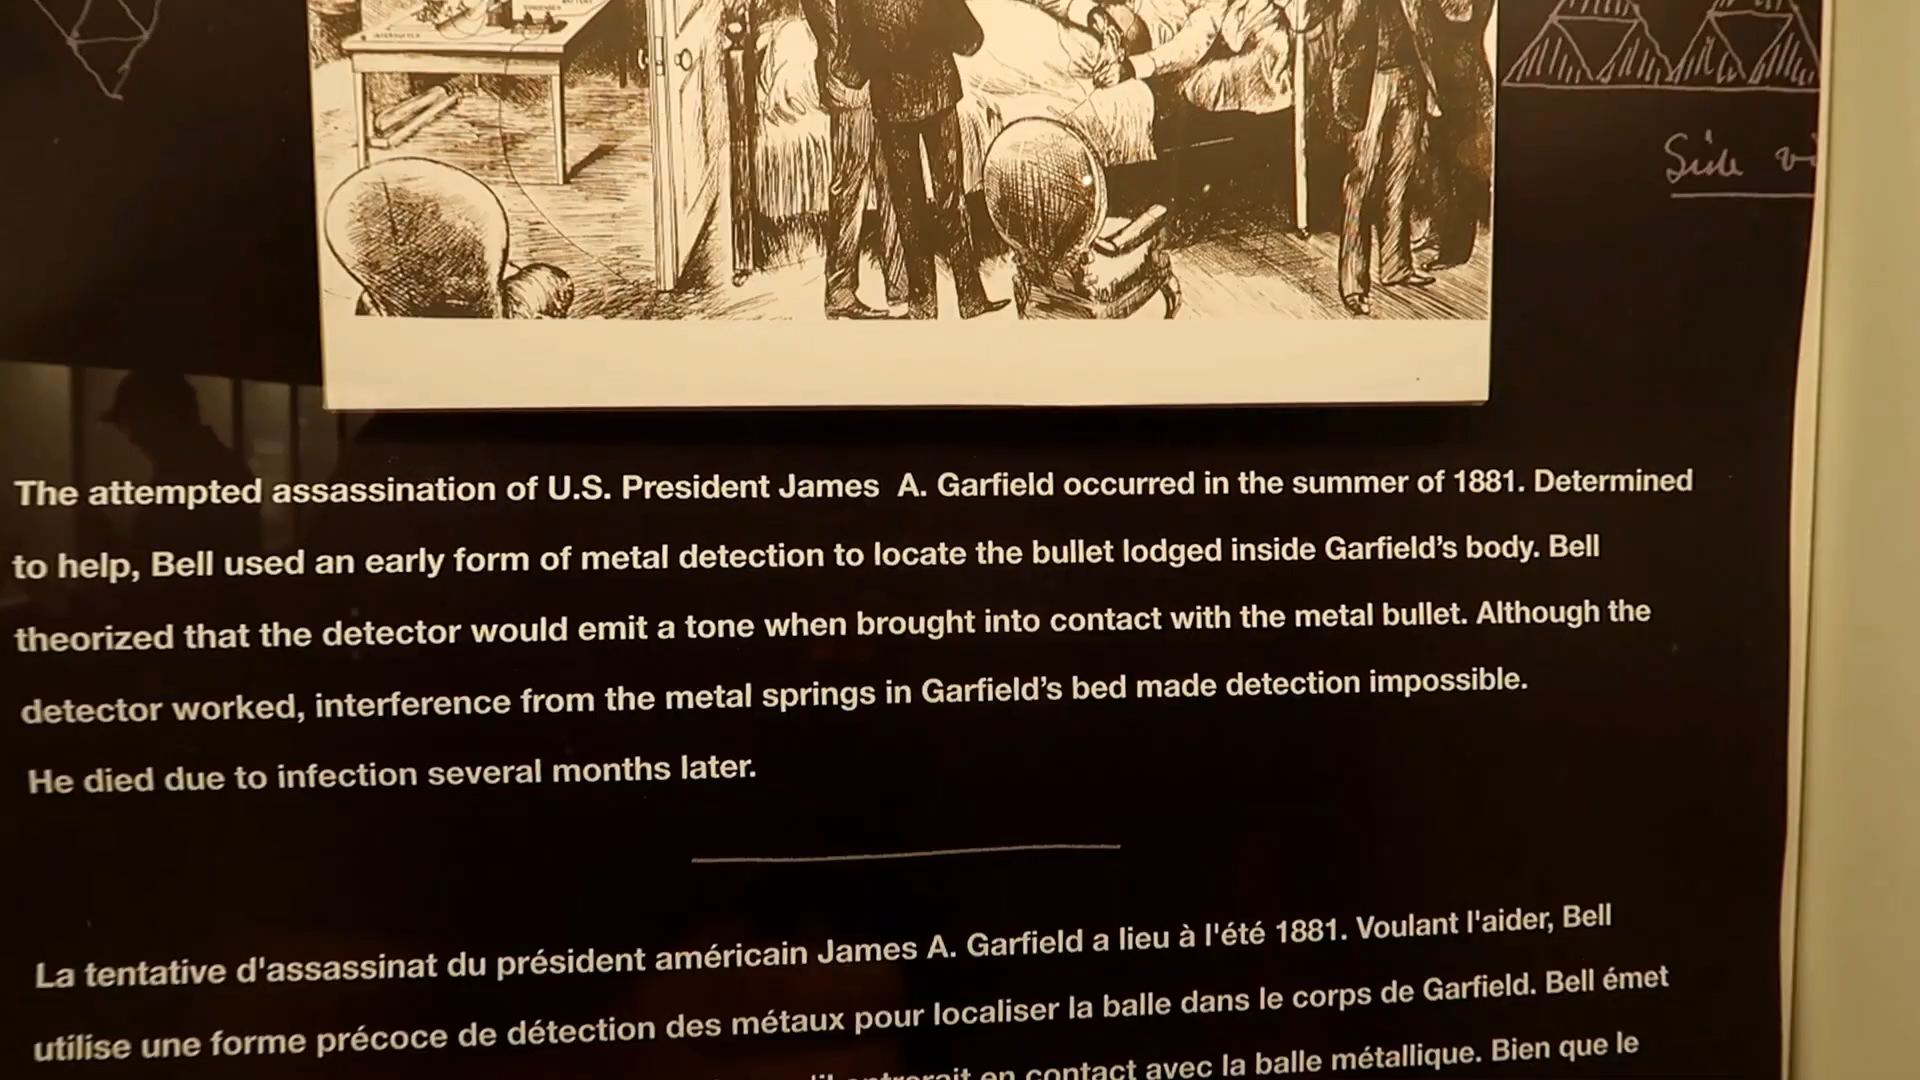 INTERRUPTER
CONDENSER
Side
The attempted assassination of U.S. President James A. Garfield occurred in the summer of 1881. Determined
to help, Bell used an early form of metal detection to locate the bullet lodged inside Garfield’s body. Bell
theorized that the detector would emit a tone when brought into contact with the metal bullet. Although the
detector worked, interference from the metal springs in Garfield’s bed made detection impossible.
He died due to infection several months later.
La tentative d'assassinat du président américain James A. Garfield a lieu à l'été 1881. Voulant l'aider, Bell
utilise une forme précoce de détection des métaux pour localiser la balle dans le corps de Garfield. Bell émet
en contact avec la balle métallique. Bien que le